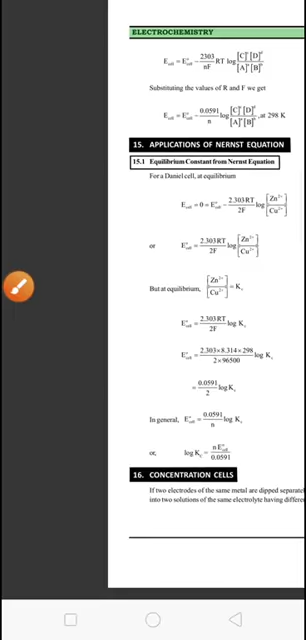 ELECTROCHEMISTRY
E_cell = E°_cell − 2303/nF RT log [C]^c [D]^d / [A]^a [B]^b
Substituting the values of R and F we get
E_cell = E°_cell − 0.0591/n log [C]^c [D]^d / [A]^a [B]^b , at 298 K
15. APPLICATIONS OF NERNST EQUATION
15.1 Equilibrium Constant from Nernst Equation
For a Daniel cell, at equilibrium
E_cell = 0 = E°_cell − 2.303 RT/2F log [Zn²⁺]/[Cu²⁺]
or E°_cell = 2.303 RT/2F log [Zn²⁺]/[Cu²⁺]
But at equilibrium, [Zn²⁺]/[Cu²⁺] = K_c
E°_cell = 2.303 RT/2F log K_c
E°_cell = 2.303 × 8.314 × 298 / 2 × 96500 log K_c
= 0.0591/2 log K_c
In general, E°_cell = 0.0591/n log K_c
or, log K_C = n E°_cell / 0.0591
16. CONCENTRATION CELLS
If two electrodes of the same metal are dipped separate
into two solutions of the same electrolyte having differe